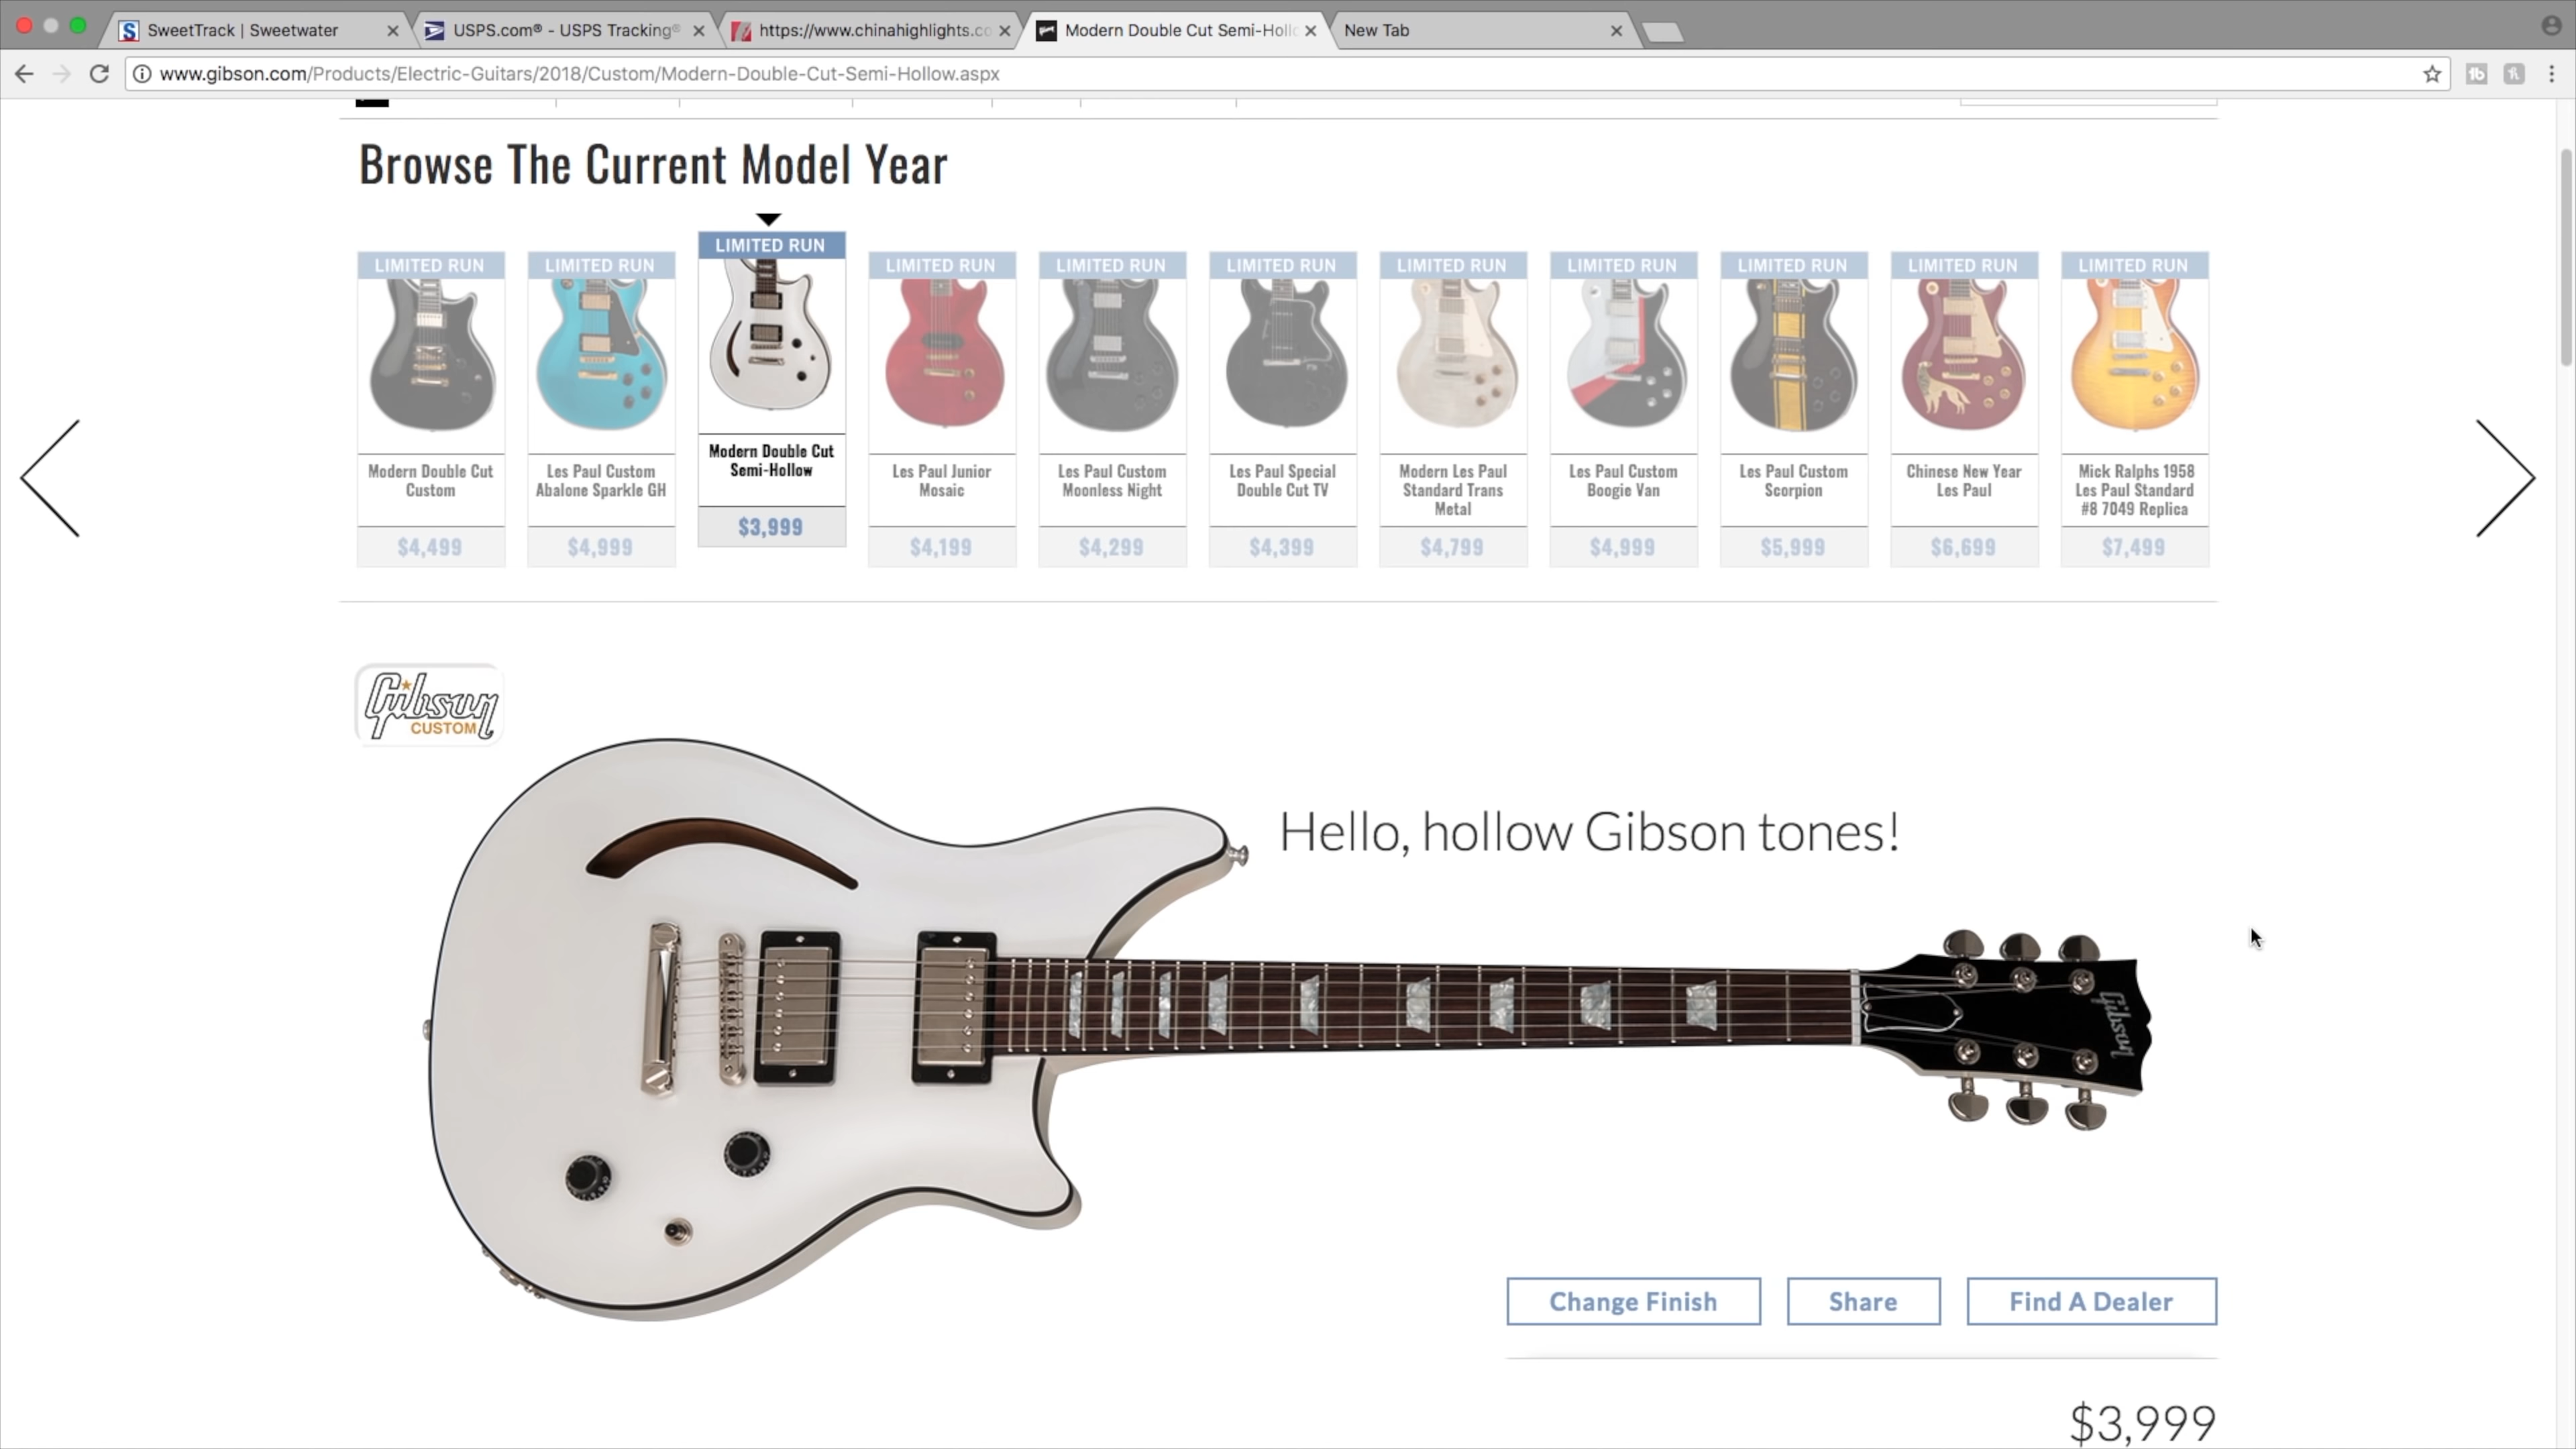 SweetTrack | Sweetwater
USPS.com® - USPS Tracking®
https://www.chinahighlights.co
Modern Double Cut Semi-Hollo
New Tab
www.gibson.com/Products/Electric-Guitars/2018/Custom/Modern-Double-Cut-Semi-Hollow.aspx
Browse The Current Model Year
LIMITED RUN
Modern Double Cut
Custom
$4,499
LIMITED RUN
Les Paul Custom
Abalone Sparkle GH
$4,999
LIMITED RUN
Modern Double Cut
Semi-Hollow
$3,999
LIMITED RUN
Les Paul Junior
Mosaic
$4,199
LIMITED RUN
Les Paul Custom
Moonless Night
$4,299
LIMITED RUN
Les Paul Special
Double Cut TV
$4,399
LIMITED RUN
Modern Les Paul
Standard Trans
Metal
$4,799
LIMITED RUN
Les Paul Custom
Boogie Van
$4,999
LIMITED RUN
Les Paul Custom
Scorpion
$5,999
LIMITED RUN
Chinese New Year
Les Paul
$6,699
LIMITED RUN
Mick Ralphs 1958
Les Paul Standard
#8 7049 Replica
$7,499
Gibson
CUSTOM
Hello, hollow Gibson tones!
Gibson
Change Finish
Share
Find A Dealer
$3,999